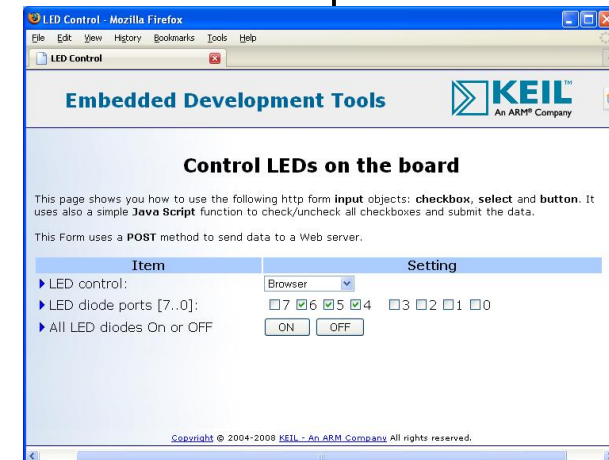 LED Control - Mozilla Firefox
File Edit View History Bookmarks Tools Help
LED Control
Embedded Development Tools
KEIL™
An ARM® Company
Control LEDs on the board
This page shows you how to use the following http form input objects: checkbox, select and button. It
uses also a simple Java Script function to check/uncheck all checkboxes and submit the data.
This Form uses a POST method to send data to a Web server.
Item Setting
LED control: Browser
LED diode ports [7..0]: 7 6 5 4 3 2 1 0
All LED diodes On or OFF ON OFF
Copyright © 2004-2008 KEIL - An ARM Company All rights reserved.